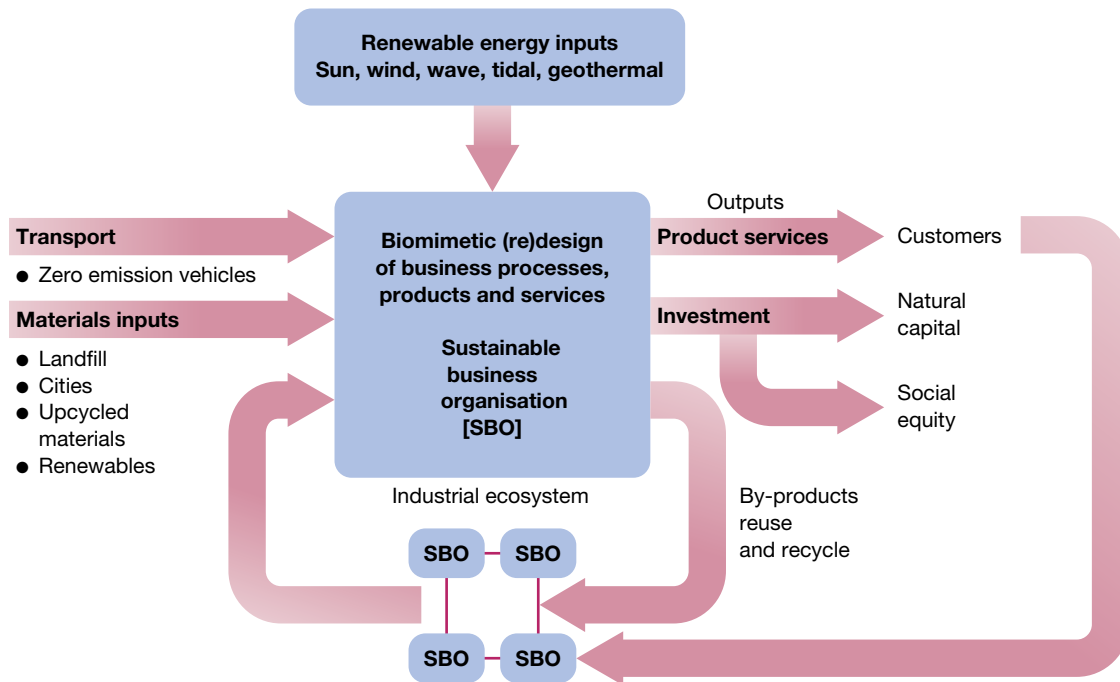 Renewable energy inputs
Sun, wind, wave, tidal, geothermal
Transport
● Zero emission vehicles
Materials inputs
● Landfill
● Cities
● Upcycled
materials
● Renewables
Biomimetic (re)design
of business processes,
products and services
Sustainable
business
organisation
[SBO]
Outputs
Product services
Customers
Investment
Natural
capital
Social
equity
By-products
reuse
and recycle
Industrial ecosystem
SBO
SBO
SBO
SBO